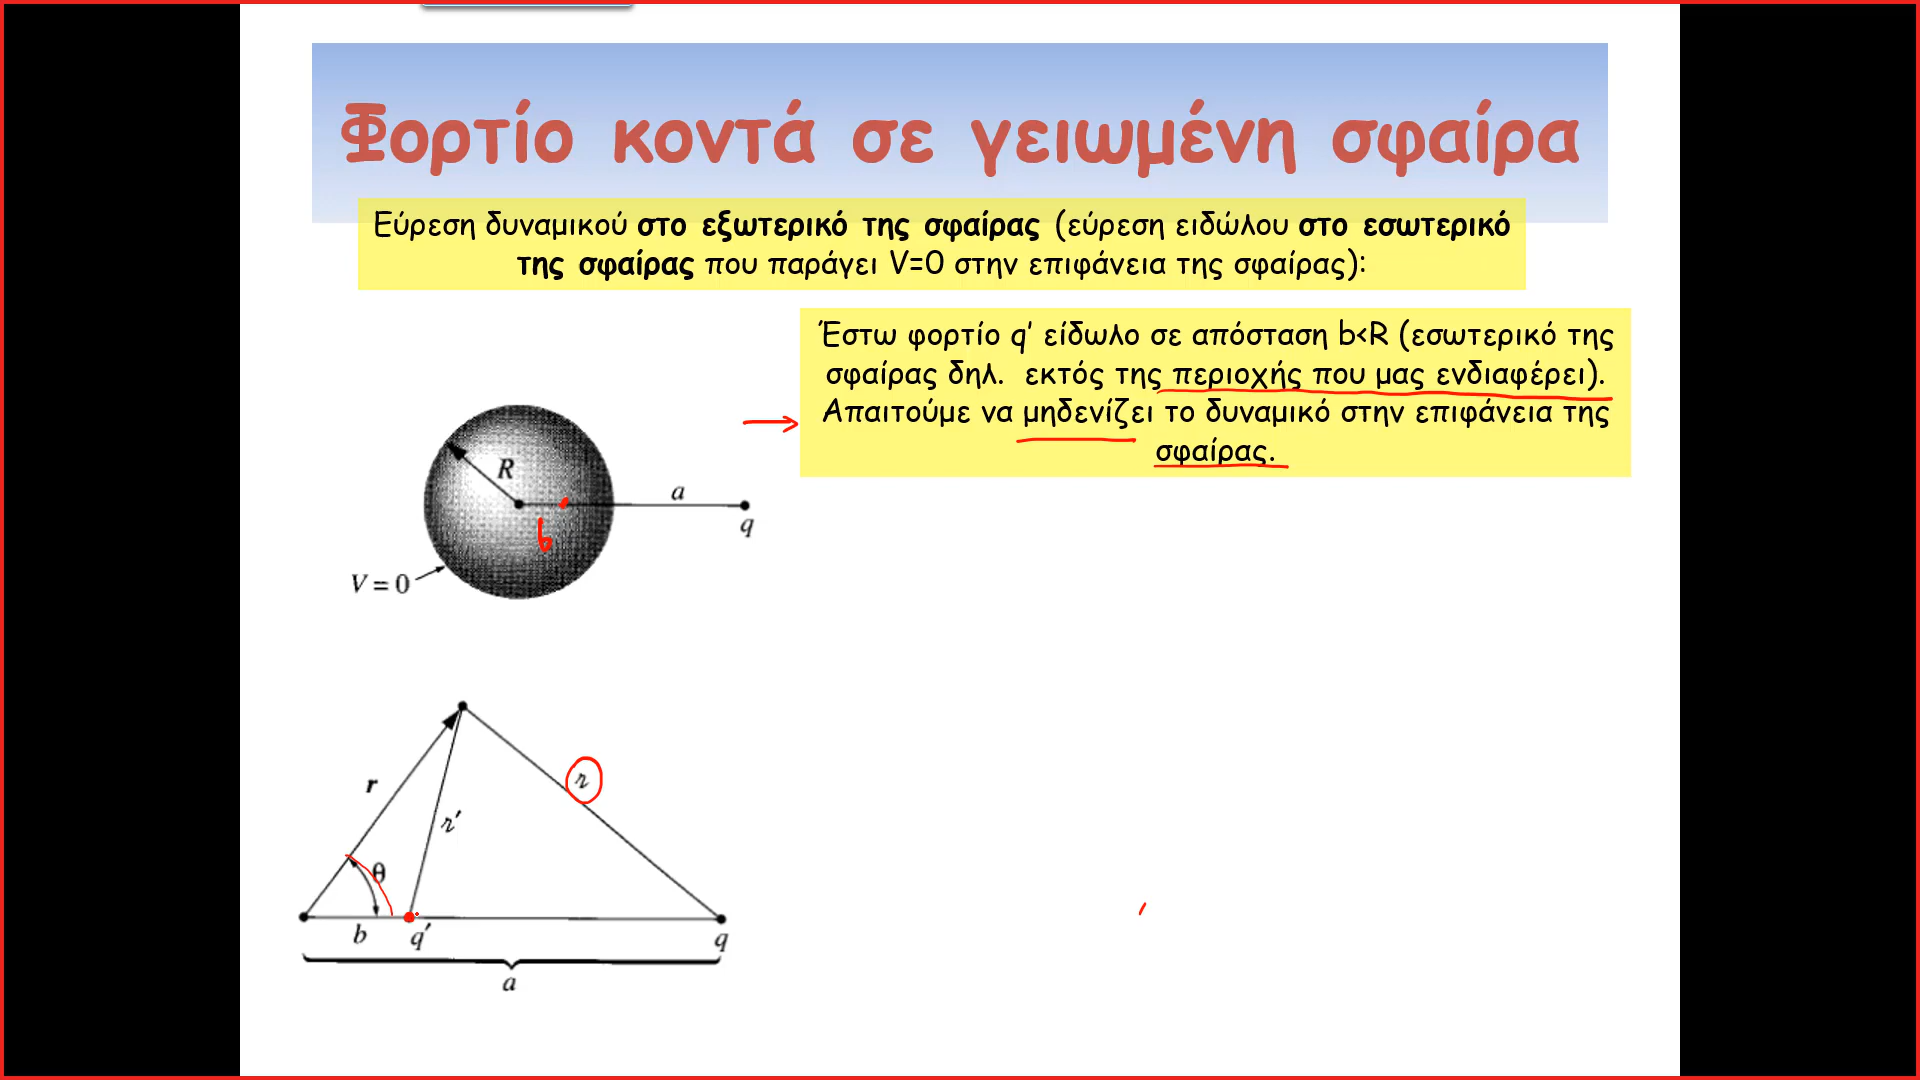 Φορτίο κοντά σε γειωμένη σφαίρα
Εύρεση δυναμικού στο εξωτερικό της σφαίρας (εύρεση ειδώλου στο εσωτερικό
της σφαίρας που παράγει V=0 στην επιφάνεια της σφαίρας):
Έστω φορτίο q' είδωλο σε απόσταση b<R (εσωτερικό της
σφαίρας δηλ. εκτός της περιοχής που μας ενδιαφέρει).
Απαιτούμε να μηδενίζει το δυναμικό στην επιφάνεια της
σφαίρας.
R
a
q
b
V = 0
r
r
r'
θ
b
q'
q
a